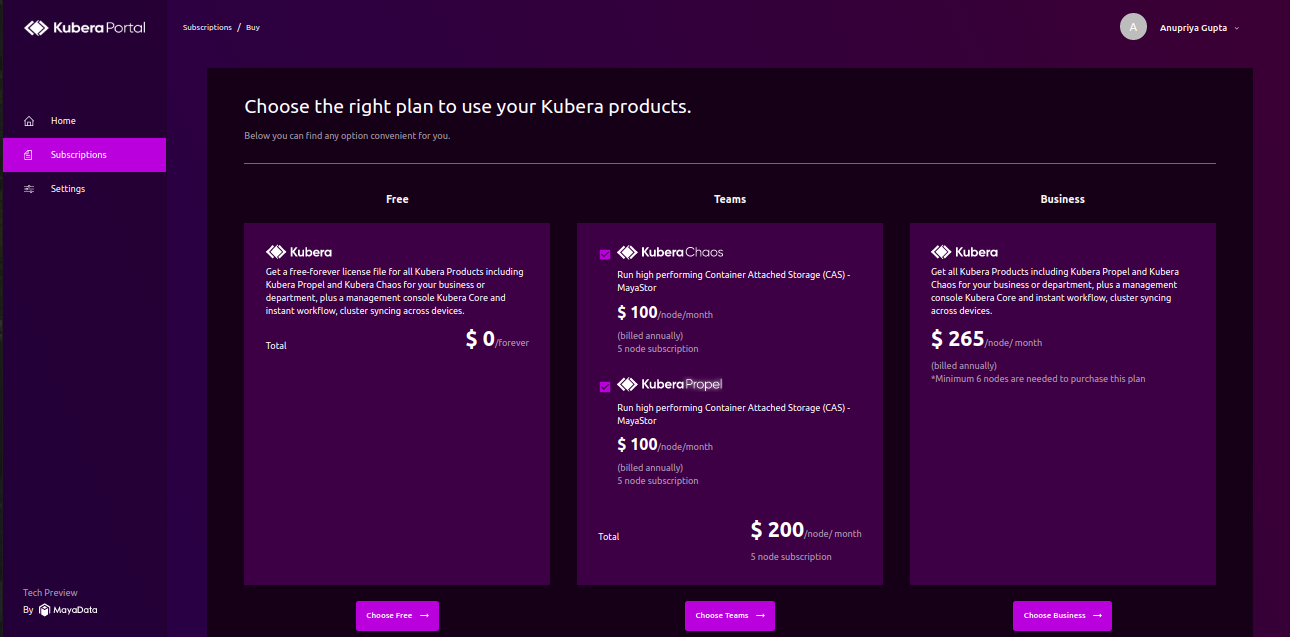 Kubera Portal
Subscriptions / Buy
A
Anupriya Gupta
Home
Subscriptions
Settings
Choose the right plan to use your Kubera products.
Below you can find any option convenient for you.
Free
Kubera
Get a free-forever license file for all Kubera Products including
Kubera Propel and Kubera Chaos for your business or
department, plus a management console Kubera Core and
instant workflow, cluster syncing across devices.
Total
$ 0/forever
Choose Free →
Teams
Kubera Chaos
Run high performing Container Attached Storage (CAS) -
MayaStor
$ 100/node/month
(billed annually)
5 node subscription
Kubera Propel
Run high performing Container Attached Storage (CAS) -
MayaStor
$ 100/node/month
(billed annually)
5 node subscription
Total
$ 200/node/ month
5 node subscription
Choose Teams →
Business
Kubera
Get all Kubera Products including Kubera Propel and Kubera
Chaos for your business or department, plus a management
console Kubera Core and instant workflow, cluster syncing
across devices.
$ 265/node/ month
(billed annually)
*Minimum 6 nodes are needed to purchase this plan
Choose Business →
Tech Preview
By MayaData